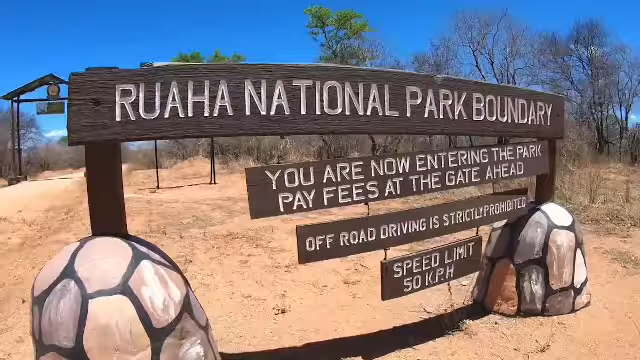 RUAHA NATIONAL PARK BOUNDARY
YOU ARE NOW ENTERING THE PARK
PAY FEES AT THE GATE AHEAD
OFF ROAD DRIVING IS STRICTLY PROHIBITED
SPEED LIMIT
50 K.P.H